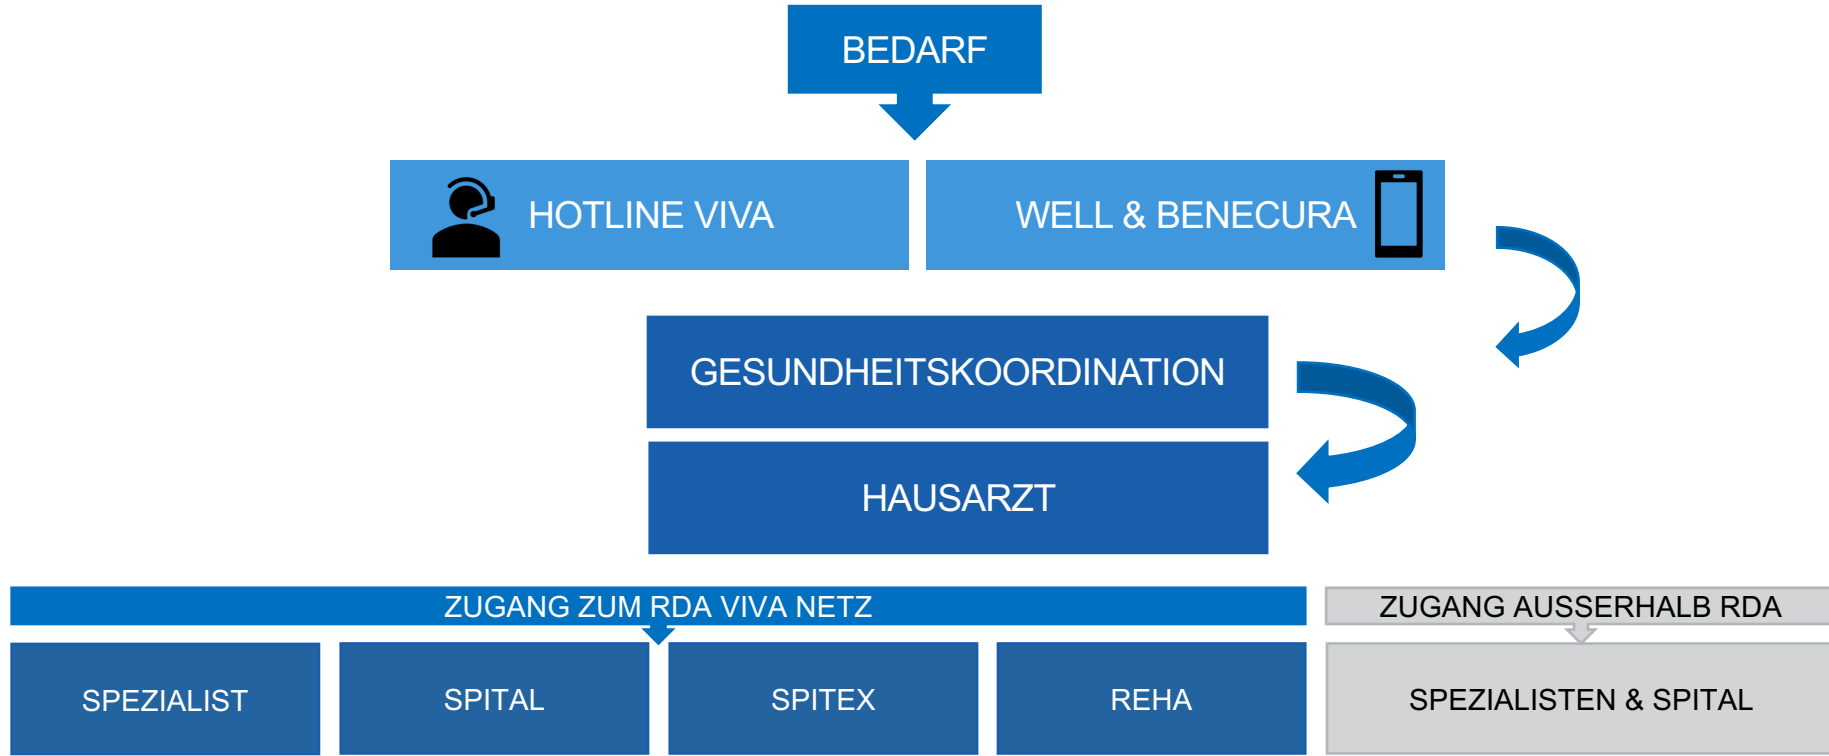 BEDARF
HOTLINE VIVA
WELL & BENECURA
GESUNDHEITSKOORDINATION
HAUSARZT
ZUGANG ZUM RDA VIVA NETZ
ZUGANG AUSSERHALB RDA
SPEZIALIST
SPITAL
SPITEX
REHA
SPEZIALISTEN & SPITAL